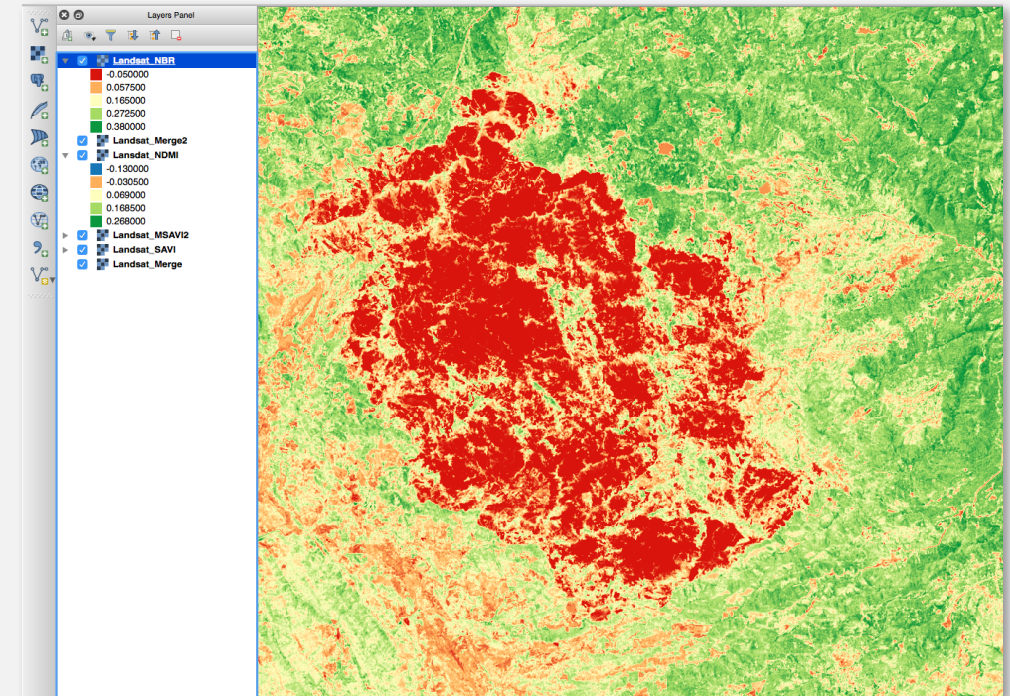 Layers Panel
Landsat_NBR
-0.050000
0.057500
0.165000
0.272500
0.380000
Landsat_Merge2
Lansdat_NDMI
-0.130000
-0.030500
0.069000
0.168500
0.268000
Landsat_MSAVI2
Landsat_SAVI
Landsat_Merge